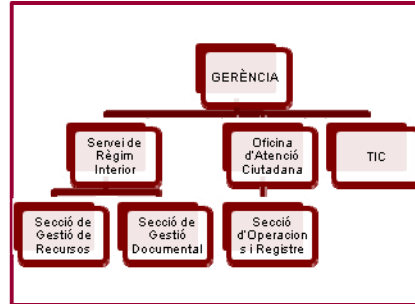 GERÈNCIA
Servei de
Règim
Interior
Oficina
d'Atenció
Ciutadana
TIC
Secció de
Gestió de
Recursos
Secció de
Gestió
Documental
Secció
d'Operacion
s i Registre